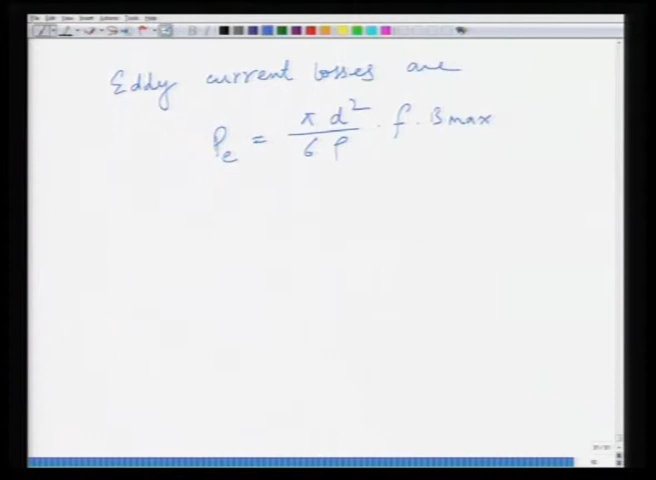 Eddy current losses are
Pe = π d² / 6 ρ . f . Bmax